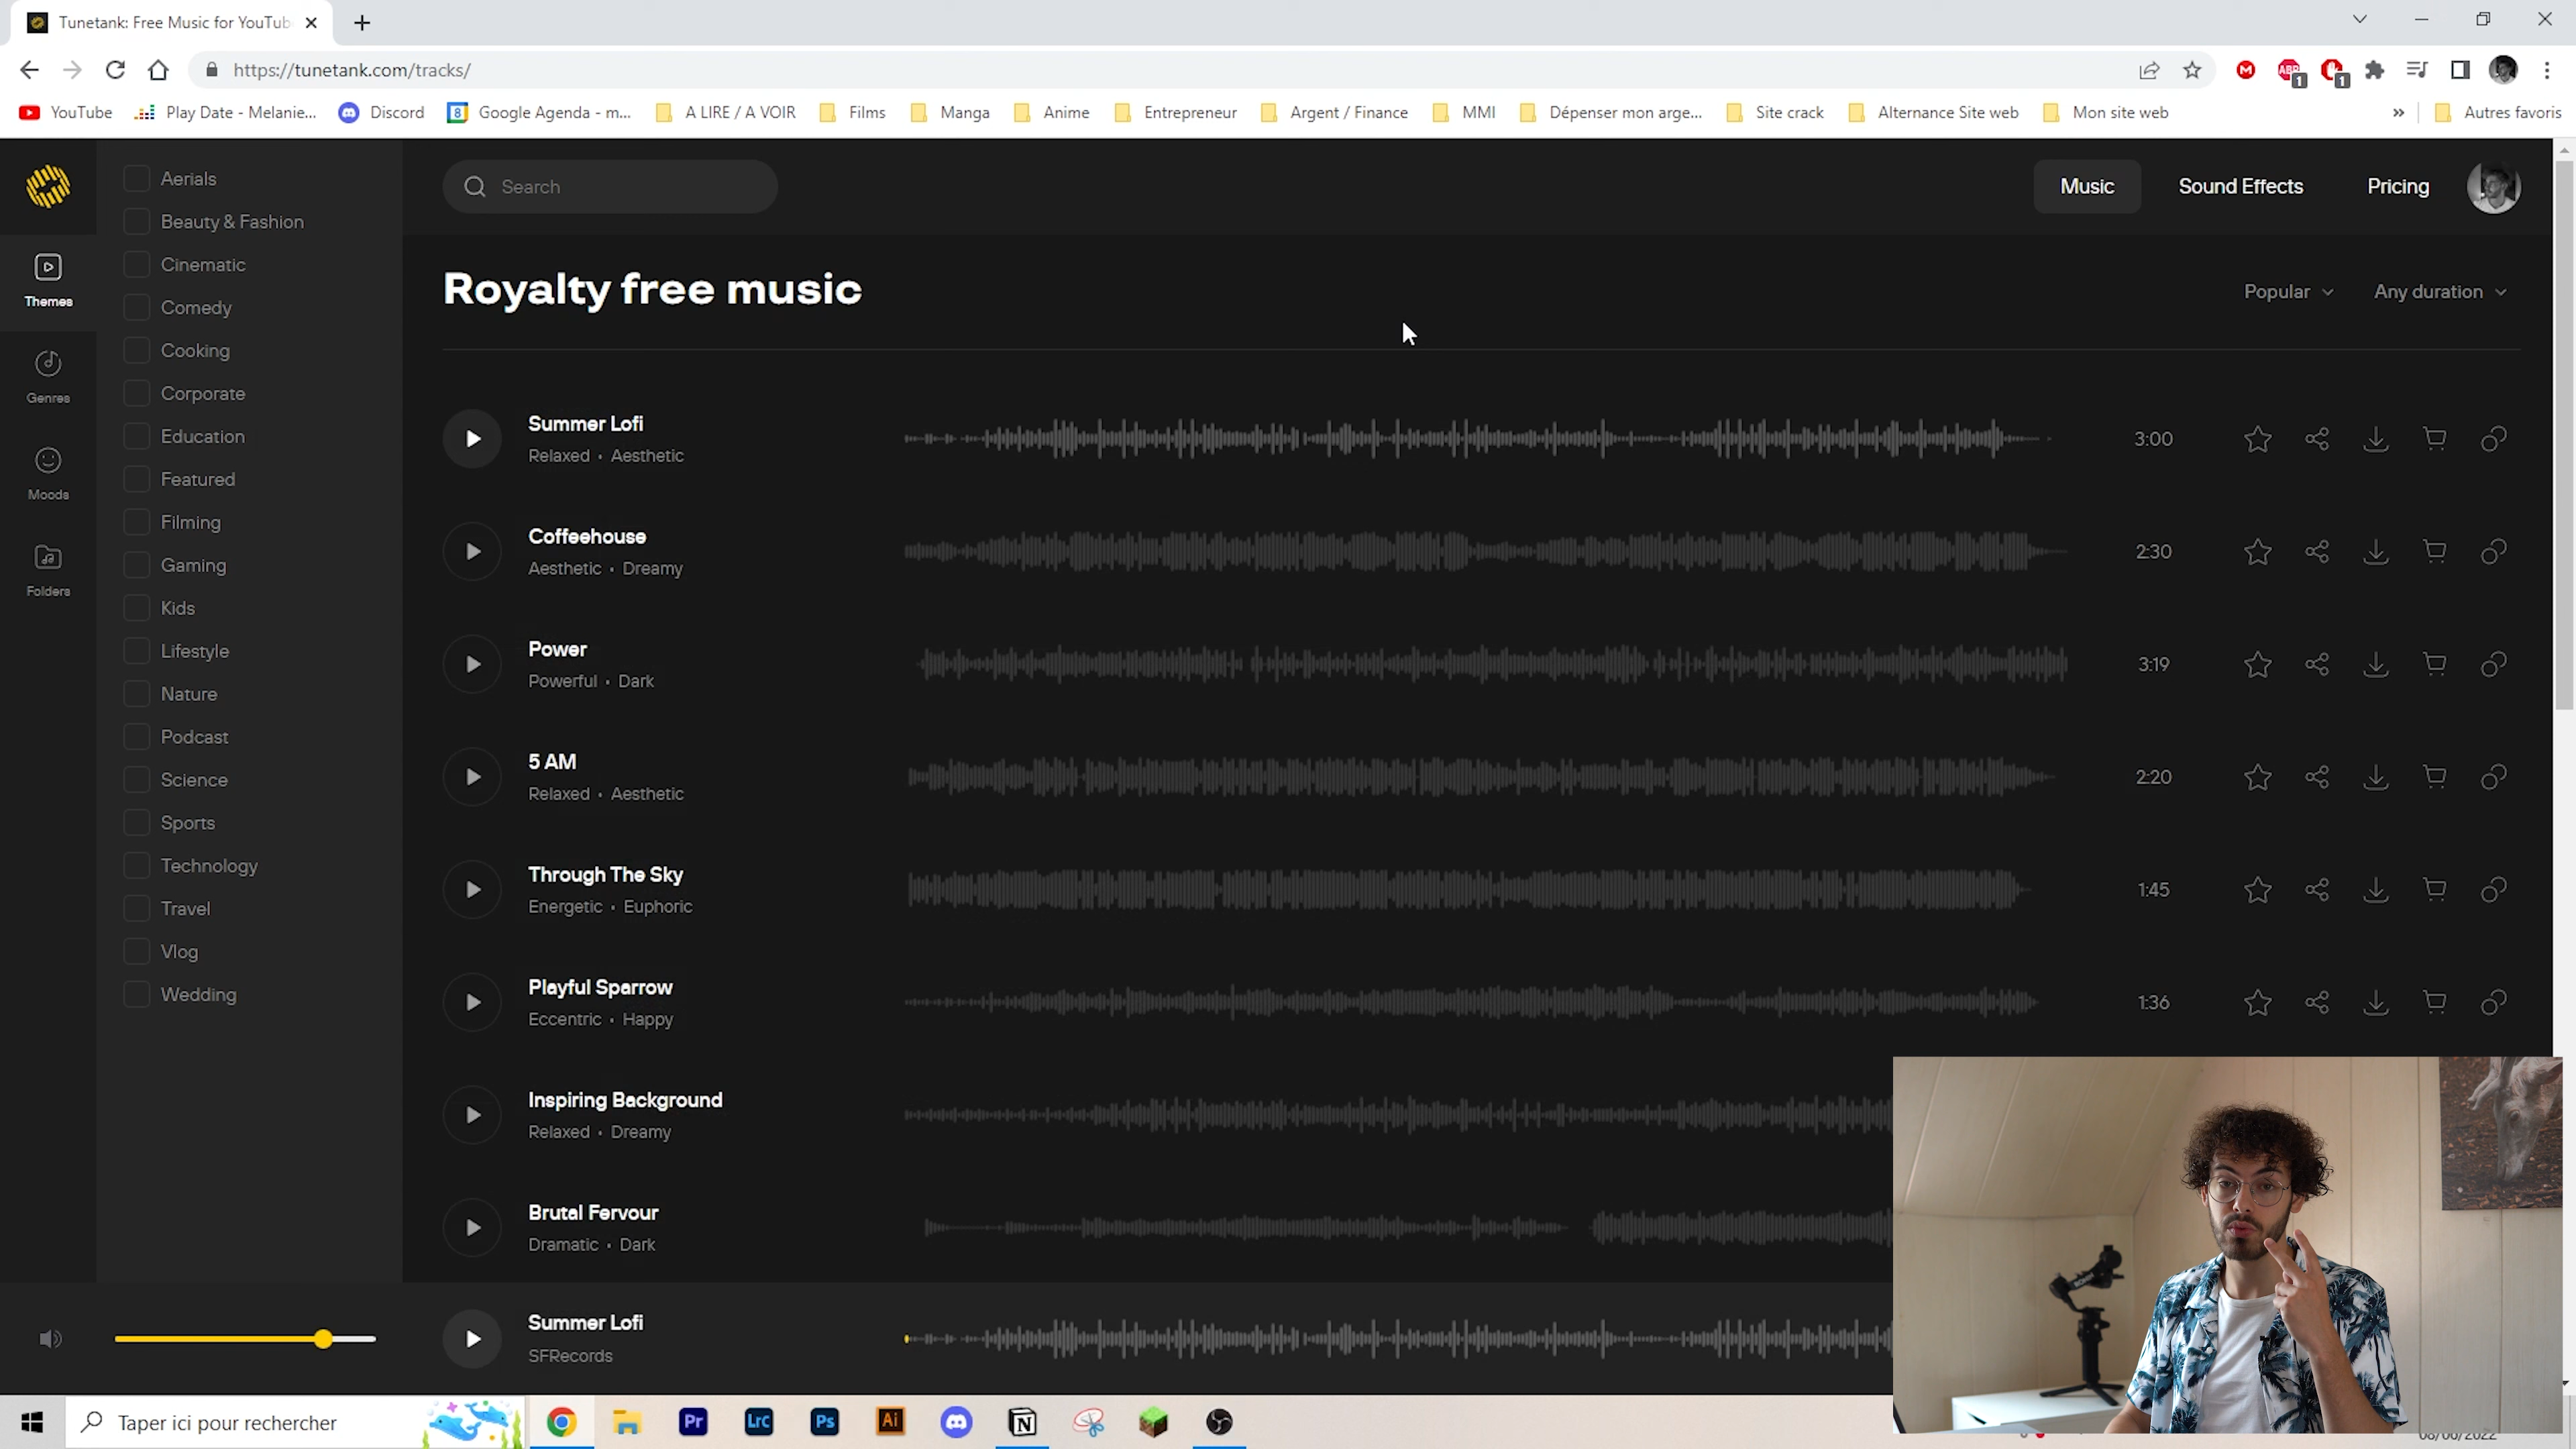 Tunetank: Free Music for YouTub
https://tunetank.com/tracks/
YouTube
Play Date - Melanie...
Discord
Google Agenda - m...
A LIRE / A VOIR
Films
Manga
Anime
Entrepreneur
Argent / Finance
MMI
Dépenser mon arge...
Site crack
Alternance Site web
Mon site web
»
Autres favoris
Themes
Genres
Moods
Folders
Aerials
Beauty & Fashion
Cinematic
Comedy
Cooking
Corporate
Education
Featured
Filming
Gaming
Kids
Lifestyle
Nature
Podcast
Science
Sports
Technology
Travel
Vlog
Wedding
Search
Music
Sound Effects
Pricing
Royalty free music
Popular
Any duration
Summer Lofi
Relaxed • Aesthetic
3:00
Coffeehouse
Aesthetic • Dreamy
2:30
Power
Powerful • Dark
3:19
5 AM
Relaxed • Aesthetic
2:20
Through The Sky
Energetic • Euphoric
1:45
Playful Sparrow
Eccentric • Happy
1:36
Inspiring Background
Relaxed • Dreamy
Brutal Fervour
Dramatic • Dark
Summer Lofi
SFRecords
Taper ici pour rechercher
Pr
Lrc
Ps
Ai